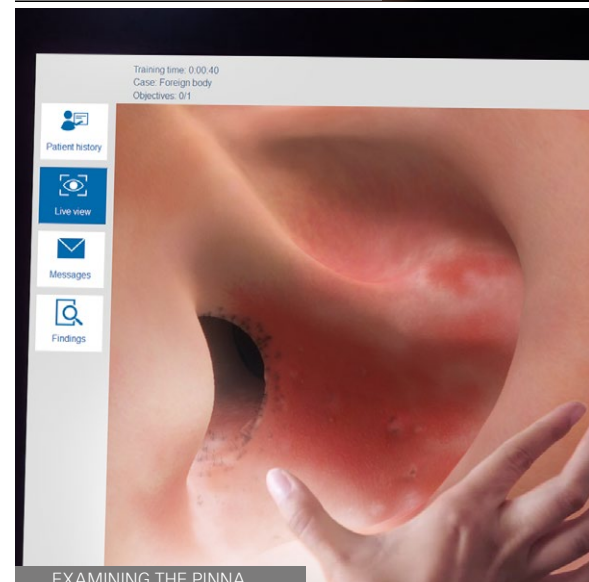 Training time: 0:00:40
Case: Foreign body
Objectives: 0/1
Patient history
Live view
Messages
Findings
EXAMINING THE PINNA